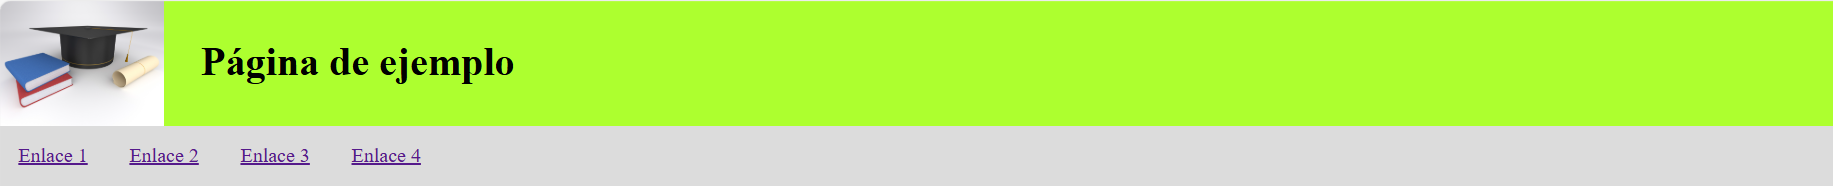 Página de ejemplo
Enlace 1 Enlace 2 Enlace 3 Enlace 4